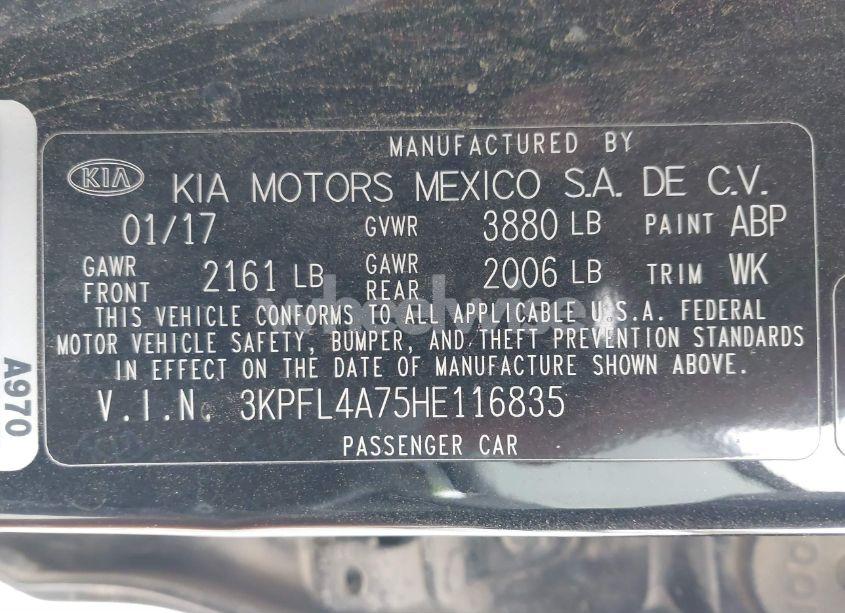 MANUFACTURED BY
KIA KIA MOTORS MEXICO S.A. DE C.V.
01/17 GVWR 3880 LB PAINT ABP
GAWR FRONT 2161 LB GAWR REAR 2006 LB TRIM WK
THIS VEHICLE CONFORMS TO ALL APPLICABLE U.S.A. FEDERAL
MOTOR VEHICLE SAFETY, BUMPER, AND THEFT PREVENTION STANDARDS
IN EFFECT ON THE DATE OF MANUFACTURE SHOWN ABOVE.
V.I.N. 3KPFL4A75HE116835
PASSENGER CAR
A970